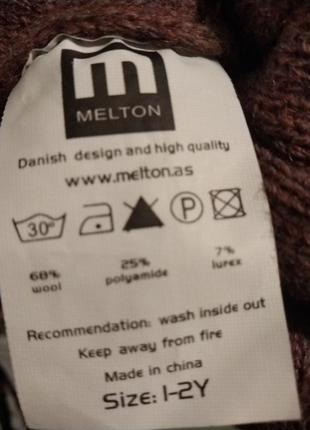 m
MELTON
Danish design and high quality
www.melton.as
30° P
68% 25% 7%
wool polyamide lurex
Recommendation: wash inside out
Keep away from fire
Made in china
Size: 1-2Y